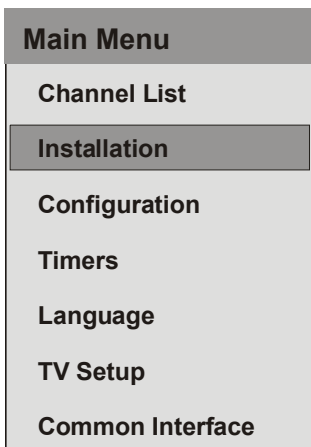 Main Menu
Channel List
Installation
Configuration
Timers
Language
TV Setup
Common Interface